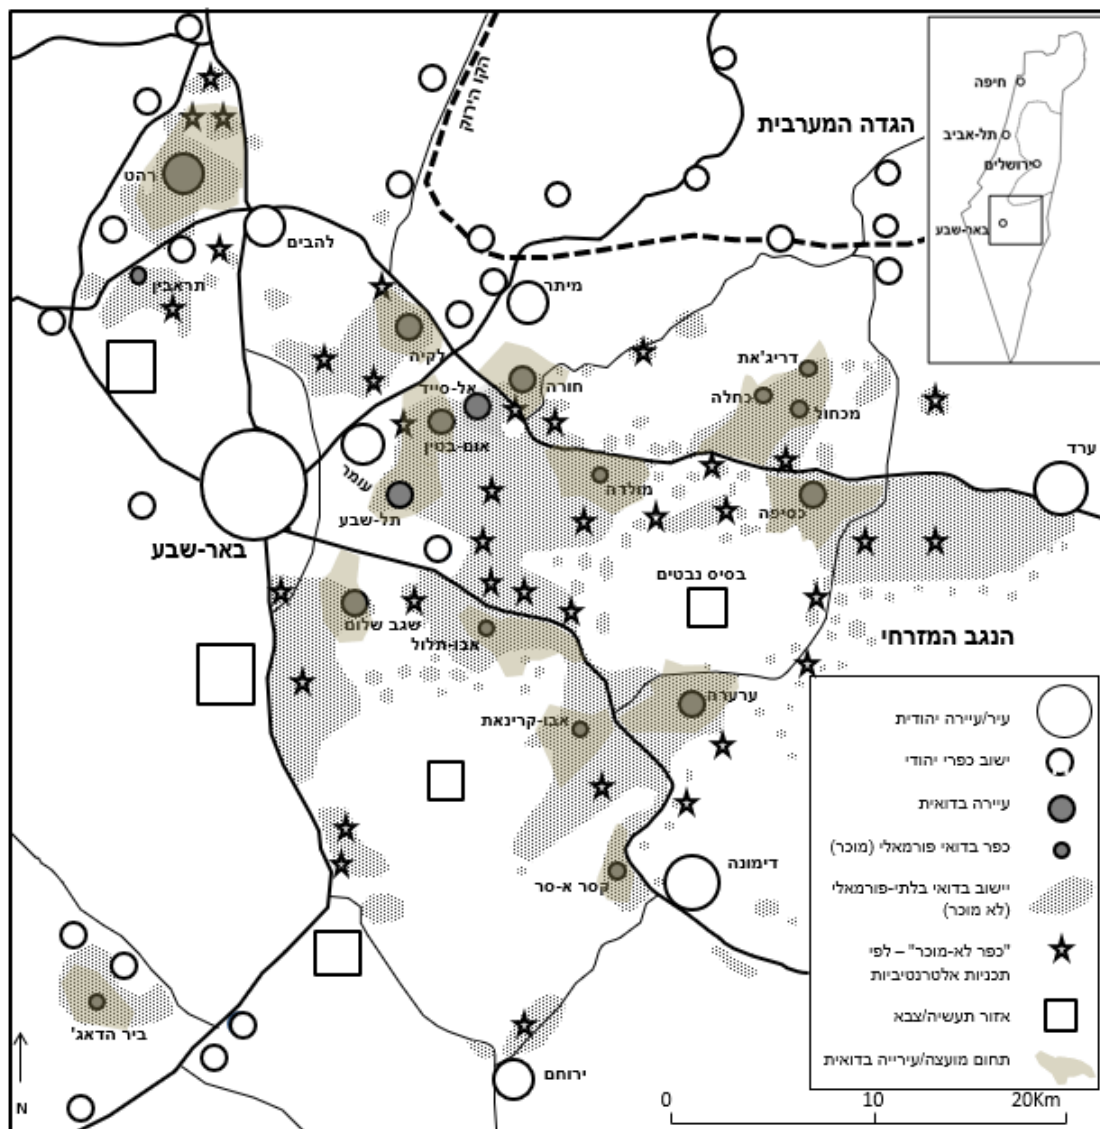 הקו הירוק
הגדה המערבית
חיפה
תל-אביב
ירושלים
באר-שבע
רהט
להבים
תראבין
מיתר
לקיה
חורה
אל-סייד
אום-בטין
עומר
תל-שבע
דריג'את
כחלה
מכחול
מולדה
כסיפה
ערד
באר-שבע
בסיס נבטים
הנגב המזרחי
שגב שלום
אבו-תלול
אבו-קרינאת
ערערה
דימונה
קסר א-סר
ביר הדאג'
ירוחם
עיר/עיירה יהודית
ישוב כפרי יהודי
עיירה בדואית
כפר בדואי פורמאלי (מוכר)
יישוב בדואי בלתי-פורמאלי
(לא מוכר)
"כפר לא-מוכר" – לפי
תכניות אלטרנטיביות
אזור תעשיה/צבא
תחום מועצה/עירייה בדואית
N
0 10 20Km